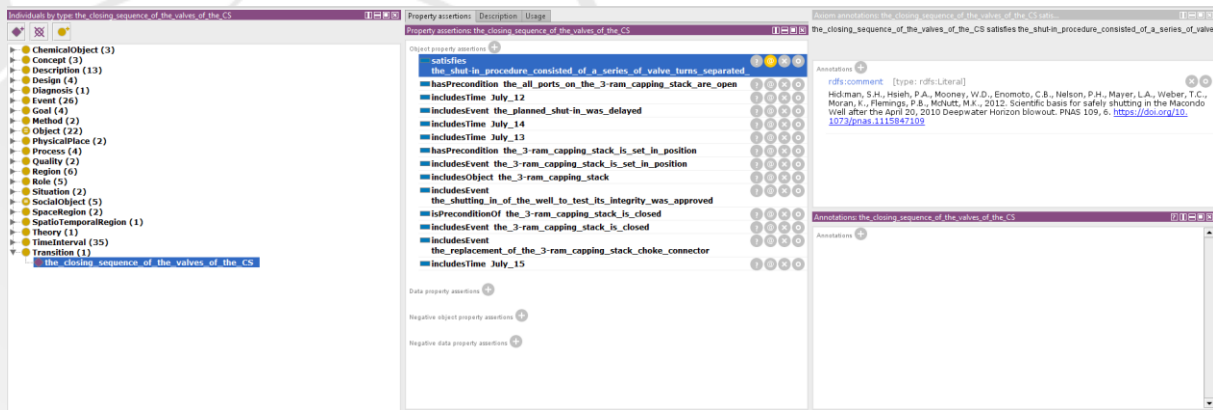 Individuals by type: the_closing_sequence_of_the_valves_of_the_CS
ChemicalObject (3)
Concept (3)
Description (13)
Diagnosis (1)
Event (26)
Goal (4)
Method (2)
Object (22)
PhysicalPlace (2)
Process (4)
Quality (2)
Region (6)
Role (5)
Situation (2)
SocialObject (5)
SpaceRegion (2)
SpatioTemporalRegion (1)
Theory (1)
TimeInterval (35)
Transition (1)
the_closing_sequence_of_the_valves_of_the_CS
Property assertions Description Usage
Property assertions: the_closing_sequence_of_the_valves_of_the_CS
Object property assertions
satisfies
the_shut-in_procedure_consisted_of_a_series_of_valve_turns_separated_
hasPrecondition the_all_ports_on_the_3-ram_capping_stack_are_open
includesTime July_12
includesEvent the_planned_shut-in_was_delayed
includesTime July_14
includesTime July_13
hasPrecondition the_3-ram_capping_stack_is_set_in_position
includesEvent the_3-ram_capping_stack_is_set_in_position
includesObject the_3-ram_capping_stack
includesEvent
the_shutting_in_of_the_well_to_test_its_integrity_was_approved
isPreconditionOf the_3-ram_capping_stack_is_closed
includesEvent the_3-ram_capping_stack_is_closed
includesEvent
the_replacement_of_the_3-ram_capping_stack_choke_connector
includesTime July_15
Data property assertions
Negative object property assertions
Negative data property assertions
Axiom annotations: the_closing_sequence_of_the_valves_of_the_CS satis...
the_closing_sequence_of_the_valves_of_the_CS satisfies the_shut-in_procedure_consisted_of_a_series_of_valve
Annotations
rdfs:comment [type: rdfs:Literal]
Hickman, S.H., Hsieh, P.A., Mooney, W.D., Enomoto, C.B., Nelson, P.H., Mayer, L.A., Weber, T.C.,
Moran, K., Flemings, P.B., McNutt, M.K., 2012. Scientific basis for safely shutting in the Macondo
Well after the April 20, 2010 Deepwater Horizon blowout. PNAS 109, 6. https://doi.org/10.
1073/pnas.1115847109
Annotations: the_closing_sequence_of_the_valves_of_the_CS
Annotations